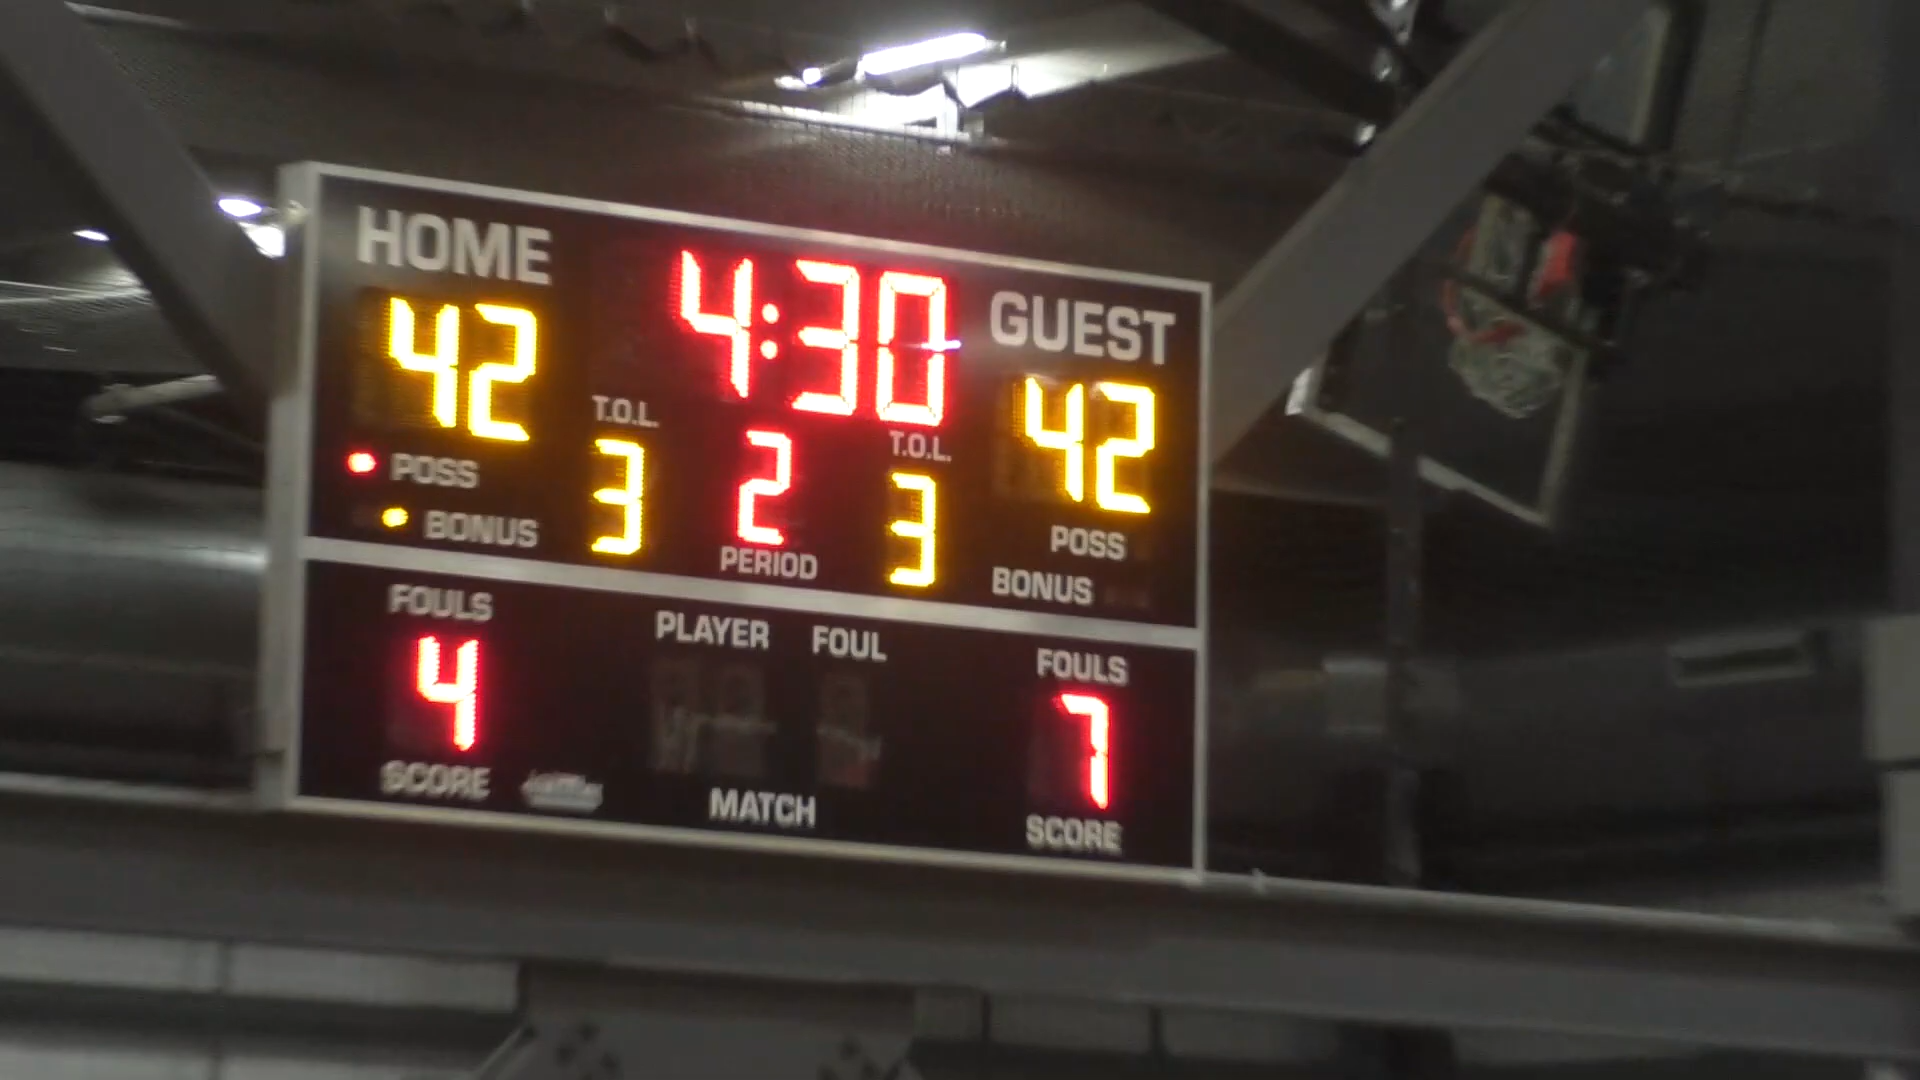 HOME 4:30 GUEST
42 42
T.O.L. T.O.L.
POSS 3 2 3 POSS
BONUS PERIOD BONUS
FOULS PLAYER FOUL FOULS
4 7
SCORE MATCH SCORE